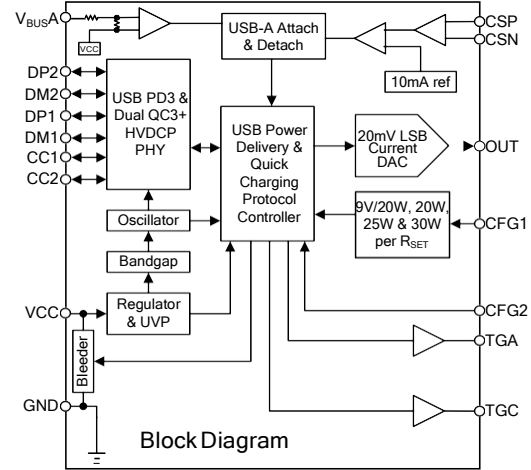 VBUSA
VCC
USB-A Attach
& Detach
CSP
CSN
10mA ref
DP2
DM2
DP1
DM1
CC1
CC2
USB PD3 &
Dual QC3+
HVDCP
PHY
USB Power
Delivery &
Quick
Charging
Protocol
Controller
20mV LSB
Current
DAC
OUT
9V/20W, 20W,
25W & 30W
per RSET
CFG1
Oscillator
Bandgap
Regulator
& UVP
VCC
CFG2
TGA
Bleeder
GND
TGC
Block Diagram